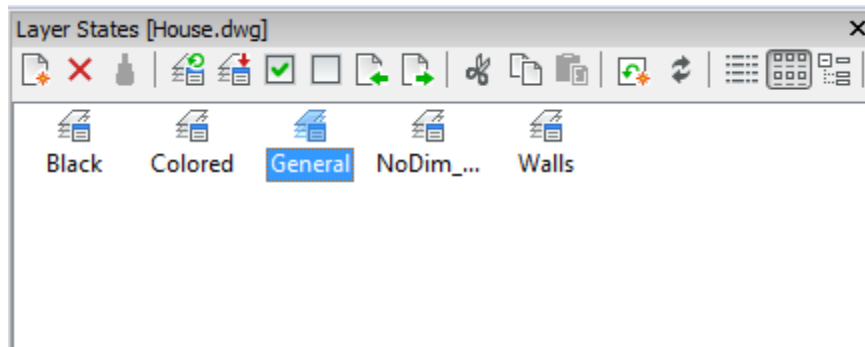 Layer States [House.dwg]
Black Colored General NoDim_... Walls